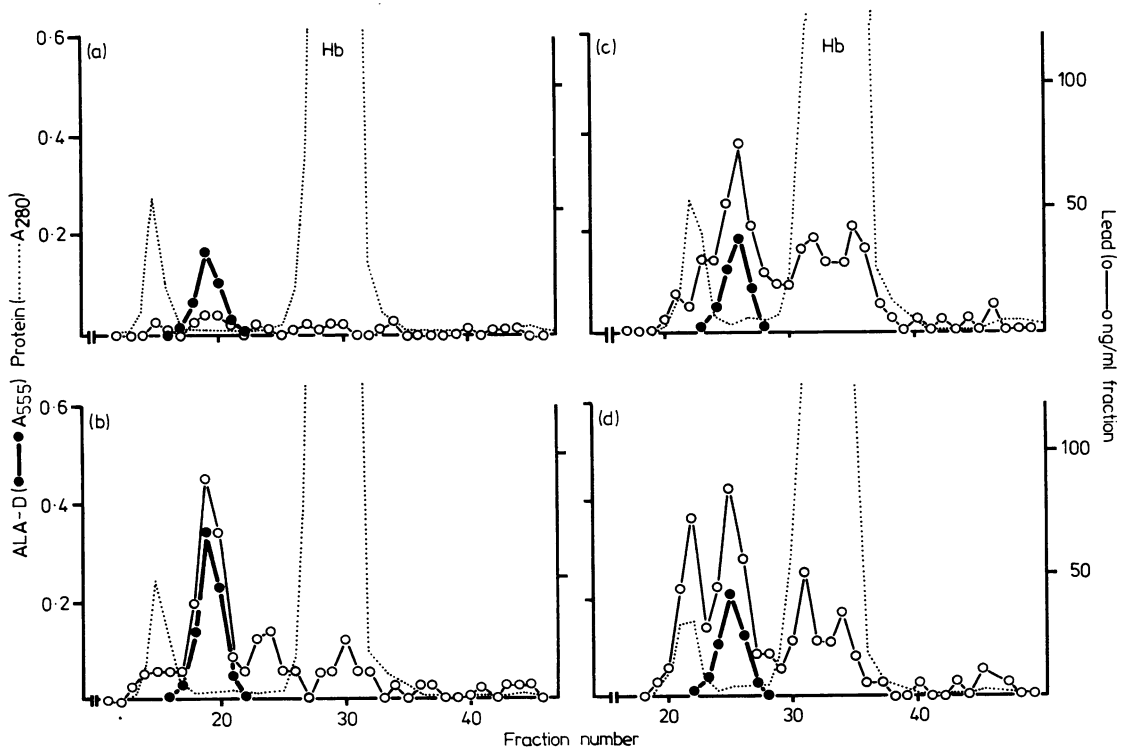 (a)
Hb
0·6
0·4
0·2
(c)
Hb
100
50
(b)
0·6
0·4
0·2
20
30
40
(d)
100
50
20
30
40
ALA-D (●——● A555) Protein (········ A280)
Lead (o——o ng/ml fraction
Fraction number